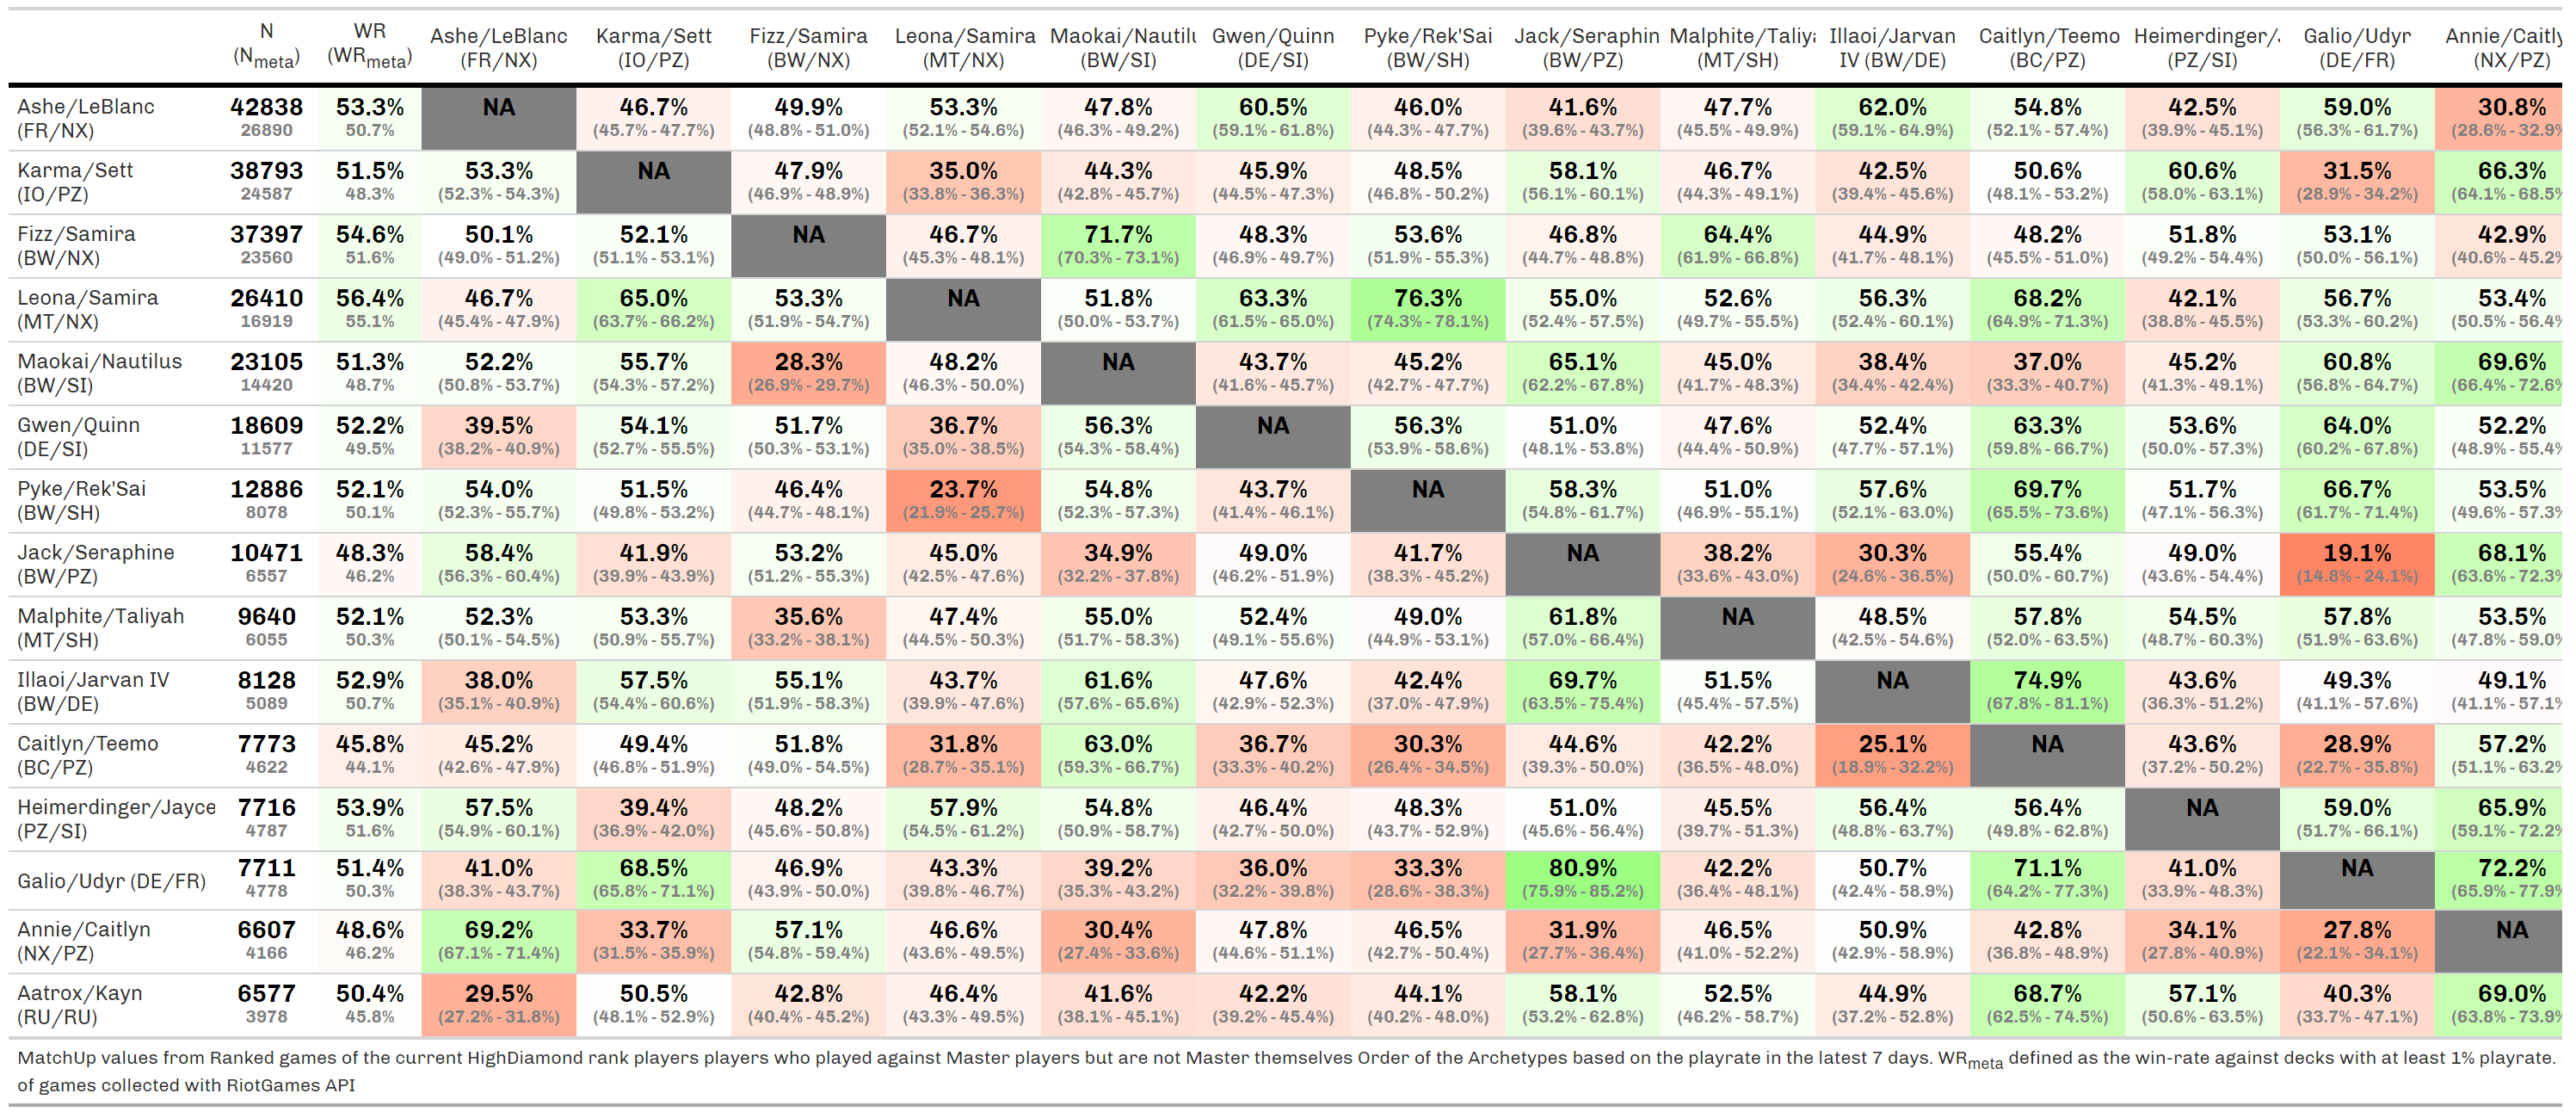 N WR Ashe/LeBlanc Karma/Sett Fizz/Samira Leona/Samira Maokai/Nautilu Gwen/Quinn Pyke/Rek'Sai Jack/Seraphin Malphite/Taliya Illaoi/Jarvan Caitlyn/Teemo Heimerdinger/ Galio/Udyr Annie/Caitly
(Nmeta) (WRmeta) (FR/NX) (IO/PZ) (BW/NX) (MT/NX) (BW/SI) (DE/SI) (BW/SH) (BW/PZ) (MT/SH) IV (BW/DE) (BC/PZ) (PZ/SI) (DE/FR) (NX/PZ)
Ashe/LeBlanc 42838 53.3% NA 46.7% 49.9% 53.3% 47.8% 60.5% 46.0% 41.6% 47.7% 62.0% 54.8% 42.5% 59.0% 30.8%
(FR/NX) 26890 50.7% (45.7% - 47.7%) (48.8% - 51.0%) (52.1% - 54.6%) (46.3% - 49.2%) (59.1% - 61.8%) (44.3% - 47.7%) (39.6% - 43.7%) (45.5% - 49.9%) (59.1% - 64.9%) (52.1% - 57.4%) (39.9% - 45.1%) (56.3% - 61.7%) (28.6% - 32.9%
Karma/Sett 38793 51.5% 53.3% NA 47.9% 35.0% 44.3% 45.9% 48.5% 58.1% 46.7% 42.5% 50.6% 60.6% 31.5% 66.3%
(IO/PZ) 24587 48.3% (52.3% - 54.3%) (46.9% - 48.9%) (33.8% - 36.3%) (42.8% - 45.7%) (44.5% - 47.3%) (46.8% - 50.2%) (56.1% - 60.1%) (44.3% - 49.1%) (39.4% - 45.6%) (48.1% - 53.2%) (58.0% - 63.1%) (28.9% - 34.2%) (64.1% - 68.5%
Fizz/Samira 37397 54.6% 50.1% 52.1% NA 46.7% 71.7% 48.3% 53.6% 46.8% 64.4% 44.9% 48.2% 51.8% 53.1% 42.9%
(BW/NX) 23560 51.6% (49.0% - 51.2%) (51.1% - 53.1%) (45.3% - 48.1%) (70.3% - 73.1%) (46.9% - 49.7%) (51.9% - 55.3%) (44.7% - 48.8%) (61.9% - 66.8%) (41.7% - 48.1%) (45.5% - 51.0%) (49.2% - 54.4%) (50.0% - 56.1%) (40.6% - 45.2%
Leona/Samira 26410 56.4% 46.7% 65.0% 53.3% NA 51.8% 63.3% 76.3% 55.0% 52.6% 56.3% 68.2% 42.1% 56.7% 53.4%
(MT/NX) 16919 55.1% (45.4% - 47.9%) (63.7% - 66.2%) (51.9% - 54.7%) (50.0% - 53.7%) (61.5% - 65.0%) (74.3% - 78.1%) (52.4% - 57.5%) (49.7% - 55.5%) (52.4% - 60.1%) (64.9% - 71.3%) (38.8% - 45.5%) (53.3% - 60.2%) (50.5% - 56.4%
Maokai/Nautilus 23105 51.3% 52.2% 55.7% 28.3% 48.2% NA 43.7% 45.2% 65.1% 45.0% 38.4% 37.0% 45.2% 60.8% 69.6%
(BW/SI) 14420 48.7% (50.8% - 53.7%) (54.3% - 57.2%) (26.9% - 29.7%) (46.3% - 50.0%) (41.6% - 45.7%) (42.7% - 47.7%) (62.2% - 67.8%) (41.7% - 48.3%) (34.4% - 42.4%) (33.3% - 40.7%) (41.3% - 49.1%) (56.8% - 64.7%) (66.4% - 72.6%
Gwen/Quinn 18609 52.2% 39.5% 54.1% 51.7% 36.7% 56.3% NA 56.3% 51.0% 47.6% 52.4% 63.3% 53.6% 64.0% 52.2%
(DE/SI) 11577 49.5% (38.2% - 40.9%) (52.7% - 55.5%) (50.3% - 53.1%) (35.0% - 38.5%) (54.3% - 58.4%) (53.9% - 58.6%) (48.1% - 53.8%) (44.4% - 50.9%) (47.7% - 57.1%) (59.8% - 66.7%) (50.0% - 57.3%) (60.2% - 67.8%) (48.9% - 55.4%
Pyke/Rek'Sai 12886 52.1% 54.0% 51.5% 46.4% 23.7% 54.8% 43.7% NA 58.3% 51.0% 57.6% 69.7% 51.7% 66.7% 53.5%
(BW/SH) 8078 50.1% (52.3% - 55.7%) (49.8% - 53.2%) (44.7% - 48.1%) (21.9% - 25.7%) (52.3% - 57.3%) (41.4% - 46.1%) (54.8% - 61.7%) (46.9% - 55.1%) (52.1% - 63.0%) (65.5% - 73.6%) (47.1% - 56.3%) (61.7% - 71.4%) (49.6% - 57.3%
Jack/Seraphine 10471 48.3% 58.4% 41.9% 53.2% 45.0% 34.9% 49.0% 41.7% NA 38.2% 30.3% 55.4% 49.0% 19.1% 68.1%
(BW/PZ) 6557 46.2% (56.3% - 60.4%) (39.9% - 43.9%) (51.2% - 55.3%) (42.5% - 47.6%) (32.2% - 37.8%) (46.2% - 51.9%) (38.3% - 45.2%) (33.6% - 43.0%) (24.6% - 36.5%) (50.0% - 60.7%) (43.6% - 54.4%) (14.8% - 24.1%) (63.6% - 72.3%
Malphite/Taliyah 9640 52.1% 52.3% 53.3% 35.6% 47.4% 55.0% 52.4% 49.0% 61.8% NA 48.5% 57.8% 54.5% 57.8% 53.5%
(MT/SH) 6055 50.3% (50.1% - 54.5%) (50.9% - 55.7%) (33.2% - 38.1%) (44.5% - 50.3%) (51.7% - 58.3%) (49.1% - 55.6%) (44.9% - 53.1%) (57.0% - 66.4%) (42.5% - 54.6%) (52.0% - 63.5%) (48.7% - 60.3%) (51.9% - 63.6%) (47.8% - 59.0%
Illaoi/Jarvan IV 8128 52.9% 38.0% 57.5% 55.1% 43.7% 61.6% 47.6% 42.4% 69.7% 51.5% NA 74.9% 43.6% 49.3% 49.1%
(BW/DE) 5089 50.7% (35.1% - 40.9%) (54.4% - 60.6%) (51.9% - 58.3%) (39.9% - 47.6%) (57.6% - 65.6%) (42.9% - 52.3%) (37.0% - 47.9%) (63.5% - 75.4%) (45.4% - 57.5%) (67.8% - 81.1%) (36.3% - 51.2%) (41.1% - 57.6%) (41.1% - 57.1%
Caitlyn/Teemo 7773 45.8% 45.2% 49.4% 51.8% 31.8% 63.0% 36.7% 30.3% 44.6% 42.2% 25.1% NA 43.6% 28.9% 57.2%
(BC/PZ) 4622 44.1% (42.6% - 47.9%) (46.8% - 51.9%) (49.0% - 54.5%) (28.7% - 35.1%) (59.3% - 66.7%) (33.3% - 40.2%) (26.4% - 34.5%) (39.3% - 50.0%) (36.5% - 48.0%) (18.9% - 32.2%) (37.2% - 50.2%) (22.7% - 35.8%) (51.1% - 63.2%
Heimerdinger/Jayce 7716 53.9% 57.5% 39.4% 48.2% 57.9% 54.8% 46.4% 48.3% 51.0% 45.5% 56.4% 56.4% NA 59.0% 65.9%
(PZ/SI) 4787 51.6% (54.9% - 60.1%) (36.9% - 42.0%) (45.6% - 50.8%) (54.5% - 61.2%) (50.9% - 58.7%) (42.7% - 50.0%) (43.7% - 52.9%) (45.6% - 56.4%) (39.7% - 51.3%) (48.8% - 63.7%) (49.8% - 62.8%) (51.7% - 66.1%) (59.1% - 72.2%
Galio/Udyr (DE/FR) 7711 51.4% 41.0% 68.5% 46.9% 43.3% 39.2% 36.0% 33.3% 80.9% 42.2% 50.7% 71.1% 41.0% NA 72.2%
4778 50.3% (38.3% - 43.7%) (65.8% - 71.1%) (43.9% - 50.0%) (39.8% - 46.7%) (35.3% - 43.2%) (32.2% - 39.8%) (28.6% - 38.3%) (75.9% - 85.2%) (36.4% - 48.1%) (42.4% - 58.9%) (64.2% - 77.3%) (33.9% - 48.3%) (65.9% - 77.9%
Annie/Caitlyn 6607 48.6% 69.2% 33.7% 57.1% 46.6% 30.4% 47.8% 46.5% 31.9% 46.5% 50.9% 42.8% 34.1% 27.8% NA
(NX/PZ) 4166 46.2% (67.1% - 71.4%) (31.5% - 35.9%) (54.8% - 59.4%) (43.6% - 49.5%) (27.4% - 33.6%) (44.6% - 51.1%) (42.7% - 50.4%) (27.7% - 36.4%) (41.0% - 52.2%) (42.9% - 58.9%) (36.8% - 48.9%) (27.8% - 40.9%) (22.1% - 34.1%)
Aatrox/Kayn 6577 50.4% 29.5% 50.5% 42.8% 46.4% 41.6% 42.2% 44.1% 58.1% 52.5% 44.9% 68.7% 57.1% 40.3% 69.0%
(RU/RU) 3978 45.8% (27.2% - 31.8%) (48.1% - 52.9%) (40.4% - 45.2%) (43.3% - 49.5%) (38.1% - 45.1%) (39.2% - 45.4%) (40.2% - 48.0%) (53.2% - 62.8%) (46.2% - 58.7%) (37.2% - 52.8%) (62.5% - 74.5%) (50.6% - 63.5%) (33.7% - 47.1%) (63.8% - 73.9%
MatchUp values from Ranked games of the current HighDiamond rank players players who played against Master players but are not Master themselves Order of the Archetypes based on the playrate in the latest 7 days. WRmeta defined as the win-rate against decks with at least 1% playrate.
of games collected with RiotGames API